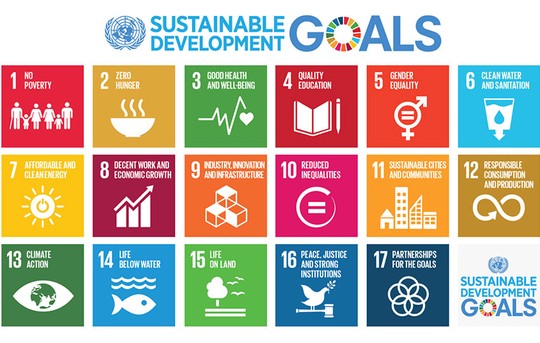 SUSTAINABLE
DEVELOPMENT
GOALS
1 NO
POVERTY
2 ZERO
HUNGER
3 GOOD HEALTH
AND WELL-BEING
4 QUALITY
EDUCATION
5 GENDER
EQUALITY
6 CLEAN WATER
AND SANITATION
7 AFFORDABLE AND
CLEAN ENERGY
8 DECENT WORK AND
ECONOMIC GROWTH
9 INDUSTRY, INNOVATION
AND INFRASTRUCTURE
10 REDUCED
INEQUALITIES
11 SUSTAINABLE CITIES
AND COMMUNITIES
12 RESPONSIBLE
CONSUMPTION
AND PRODUCTION
13 CLIMATE
ACTION
14 LIFE
BELOW WATER
15 LIFE
ON LAND
16 PEACE, JUSTICE
AND STRONG
INSTITUTIONS
17 PARTNERSHIPS
FOR THE GOALS
SUSTAINABLE
DEVELOPMENT
GOALS